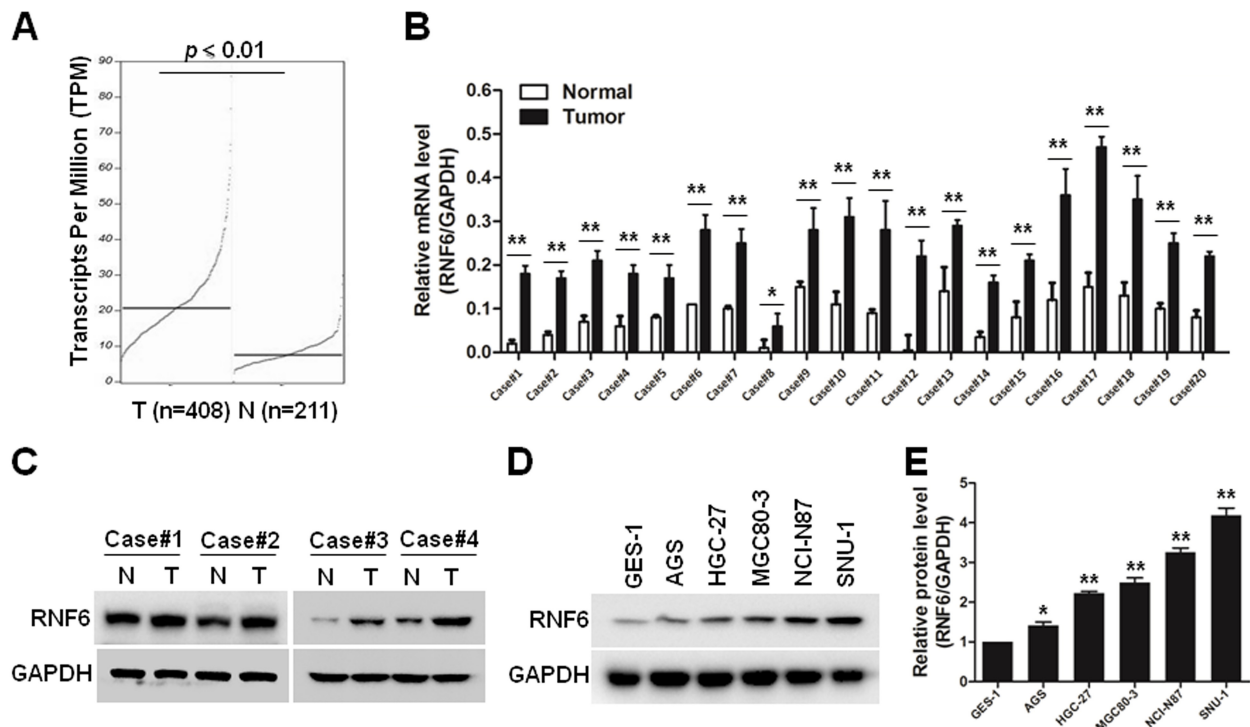 A
p < 0.01
Transcripts Per Million (TPM)
90
80
70
60
50
40
30
20
10
0
T (n=408) N (n=211)
B
Normal
Tumor
Relative mRNA level
(RNF6/GAPDH)
0.6
0.5
0.4
0.3
0.2
0.1
0.0
** ** ** ** ** ** ** * ** ** ** ** ** ** ** ** ** ** ** **
Case#1 Case#2 Case#3 Case#4 Case#5 Case#6 Case#7 Case#8 Case#9 Case#10 Case#11 Case#12 Case#13 Case#14 Case#15 Case#16 Case#17 Case#18 Case#19 Case#20
C
Case#1 Case#2 Case#3 Case#4
N T N T N T N T
RNF6
GAPDH
D
GES-1 AGS HGC-27 MGC80-3 NCI-N87 SNU-1
RNF6
GAPDH
E
Relative protein level
(RNF6/GAPDH)
5
4
3
2
1
0
* ** ** ** **
GES-1 AGS HGC-27 MGC80-3 NCI-N87 SNU-1